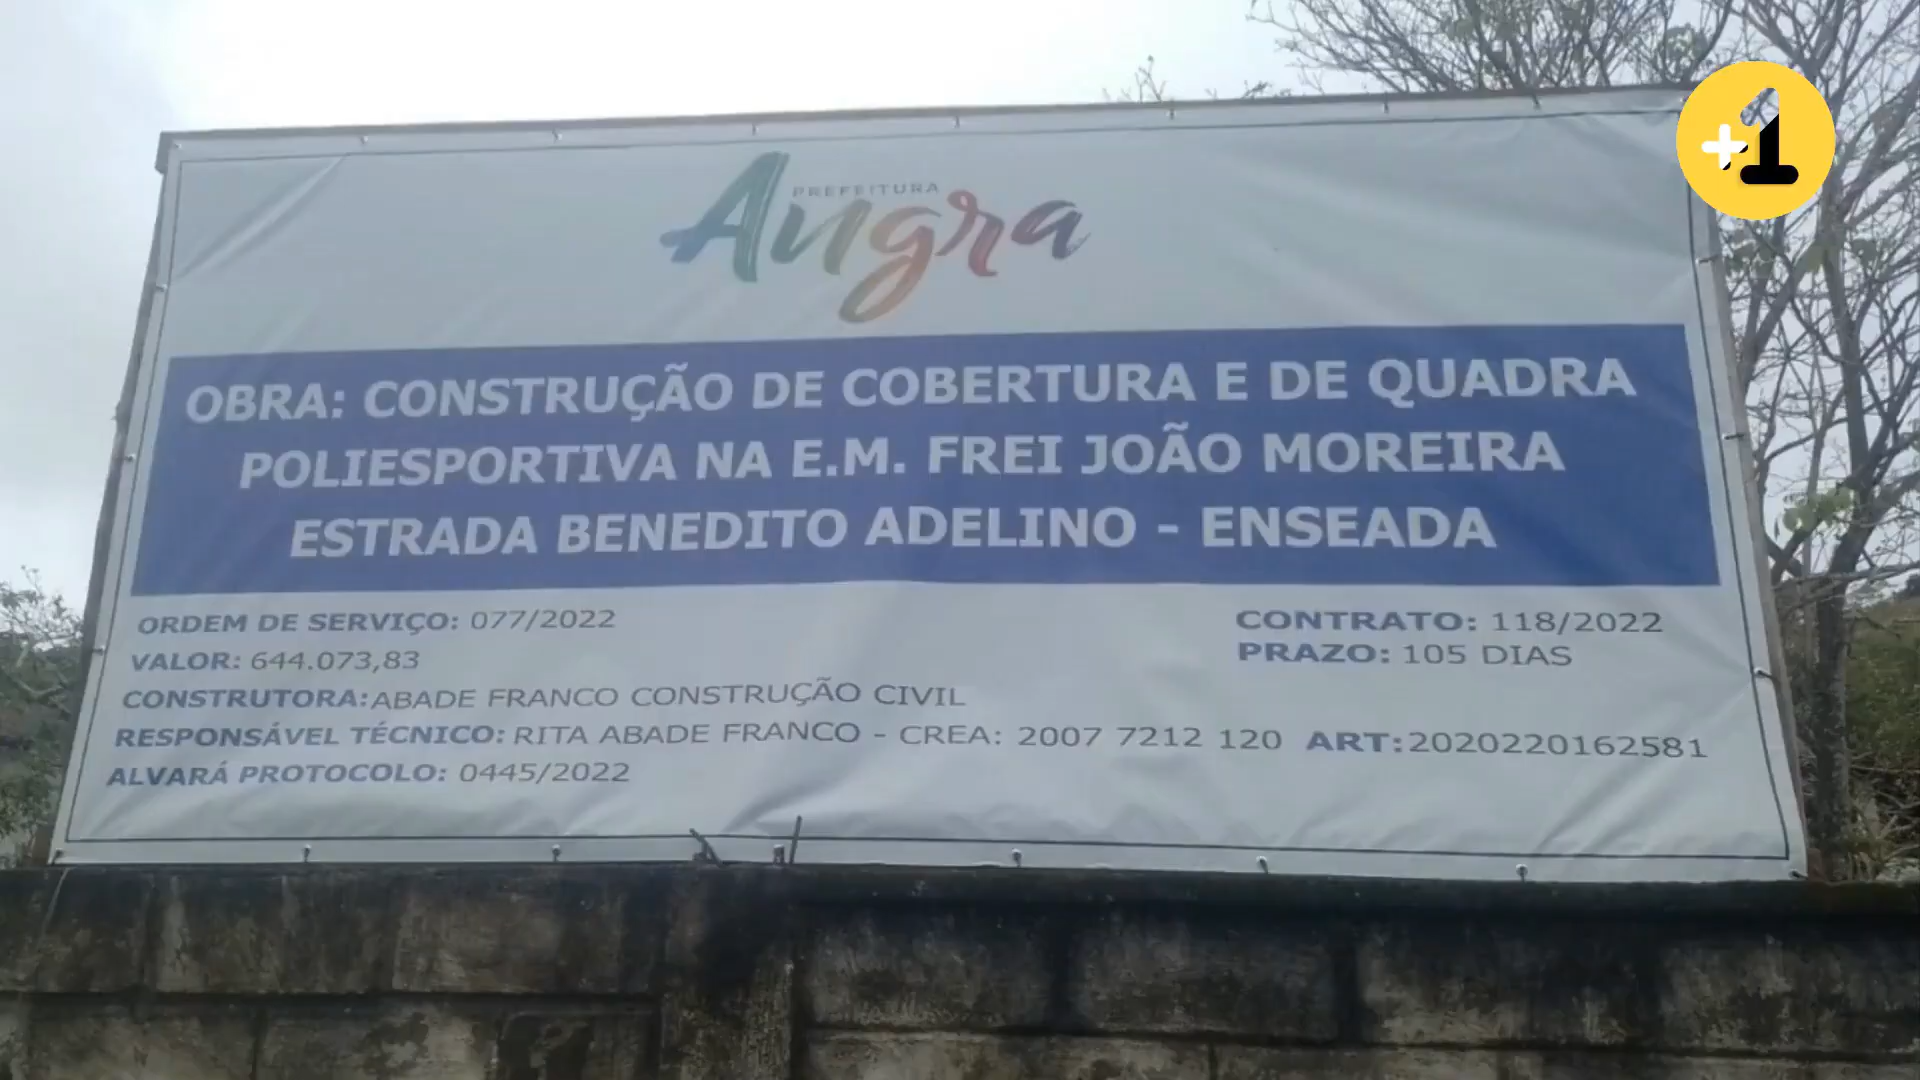 +1
PREFEITURA
Angra
OBRA: CONSTRUÇÃO DE COBERTURA E DE QUADRA
POLIESPORTIVA NA E.M. FREI JOÃO MOREIRA
ESTRADA BENEDITO ADELINO - ENSEADA
ORDEM DE SERVIÇO: 077/2022
VALOR: 644.073,83
CONTRATO: 118/2022
PRAZO: 105 DIAS
CONSTRUTORA: ABADE FRANCO CONSTRUÇÃO CIVIL
RESPONSÁVEL TÉCNICO: RITA ABADE FRANCO - CREA: 2007 7212 120 ART:2020220162581
ALVARÁ PROTOCOLO: 0445/2022